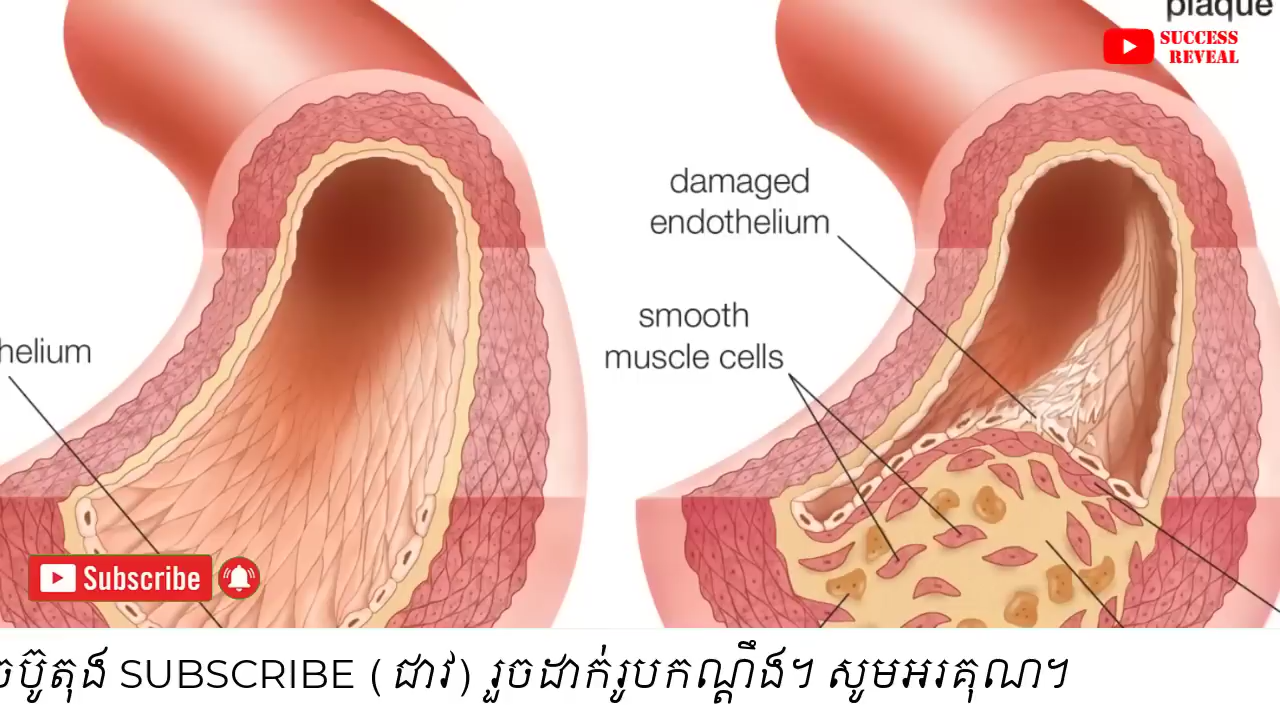 plaque
SUCCESS
REVEAL
damaged
endothelium
smooth
muscle cells
helium
Subscribe
ចប៊ូតុង SUBSCRIBE (ជាវ) រួចដាក់រូបកណ្ដឹង។ សូមអរគុណ។